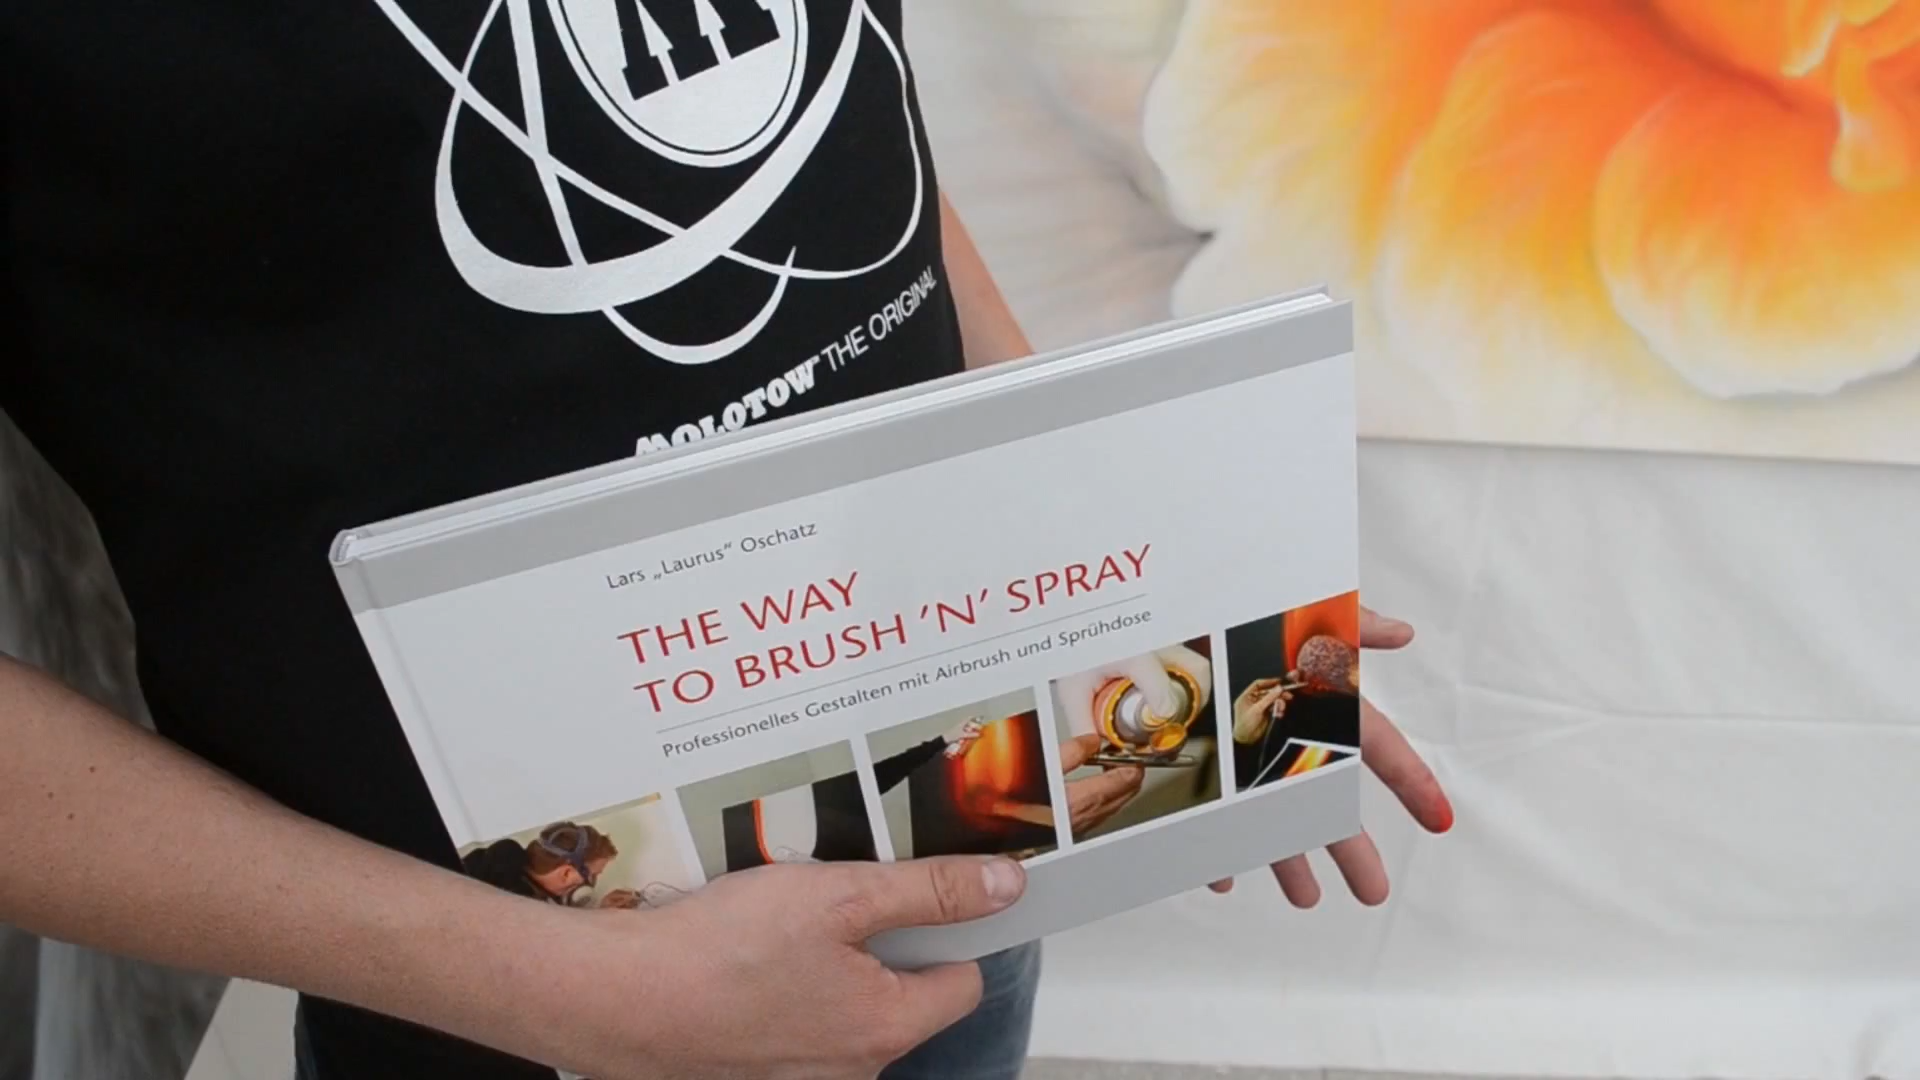 M
MOLOTOW THE ORIGINAL
Lars „Laurus“ Oschatz
THE WAY
TO BRUSH ’N’ SPRAY
Professionelles Gestalten mit Airbrush und Sprühdose